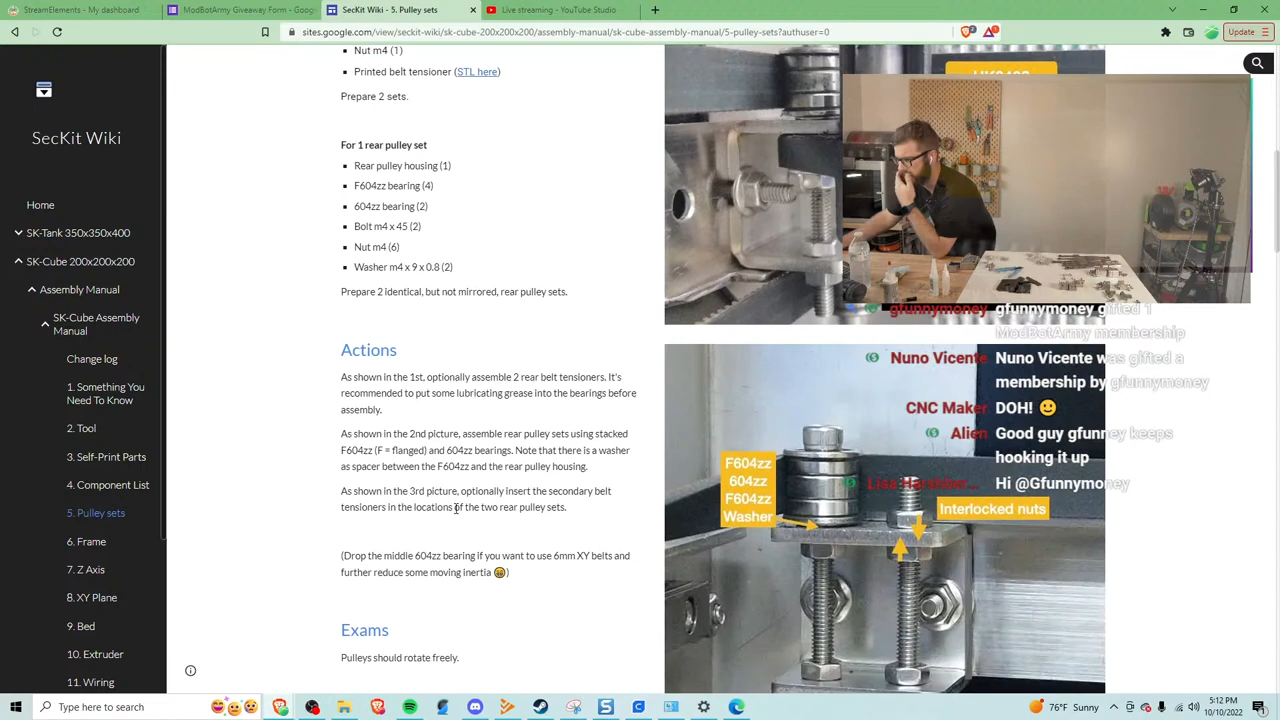 StreamElements - My dashboard
ModBotArmy Giveaway Form - Go
SecKit Wiki - 5. Pulley sets
Live streaming - YouTube Studio
sites.google.com/view/seckit-wiki/sk-cube-200x200x200/assembly-manual/sk-cube-assembly-manual/5-pulley-sets?authuser=0
Update
SecKit Wiki
Home
SK-Tank 350x350x400
SK-Cube 200x200x200
Assembly Manual
SK-Cube Assembly
Manual
1. Something You
Need To Know
2. Tool
3. Self-Print Parts
4. Component List
5. Pulley sets
6. Frame
7. Z Axis
8. XY Plane
9. Bed
10. Extruder
11. Wiring
Nut m4 (1)
Printed belt tensioner (STL here)
Prepare 2 sets.
For 1 rear pulley set
Rear pulley housing (1)
F604zz bearing (4)
604zz bearing (2)
Bolt m4 x 45 (2)
Nut m4 (6)
Washer m4 x 9 x 0.8 (2)
Prepare 2 identical, but not mirrored, rear pulley sets.
Actions
As shown in the 1st, optionally assemble 2 rear belt tensioners. It's
recommended to put some lubricating grease into the bearings before
assembly.
As shown in the 2nd picture, assemble rear pulley sets using stacked
F604zz (F = flanged) and 604zz bearings. Note that there is a washer
as spacer between the F604zz and the rear pulley housing.
As shown in the 3rd picture, optionally insert the secondary belt
tensioners in the locations of the two rear pulley sets.
(Drop the middle 604zz bearing if you want to use 6mm XY belts and
further reduce some moving inertia 😄)
Exams
Pulleys should rotate freely.
gfunnymoney gfunnymoney gifted 1
ModBotArmy membership
Nuno Vicente Nuno Vicente was gifted a
membership by gfunnymoney
CNC Maker DOH! 🙂
Alien Good guy gfunney keeps
hooking it up
Hi @Gfunnymoney
F604zz
604zz
F604zz
Washer
Interlocked nuts
Type here to search
76°F Sunny
5:12 PM
10/10/2022